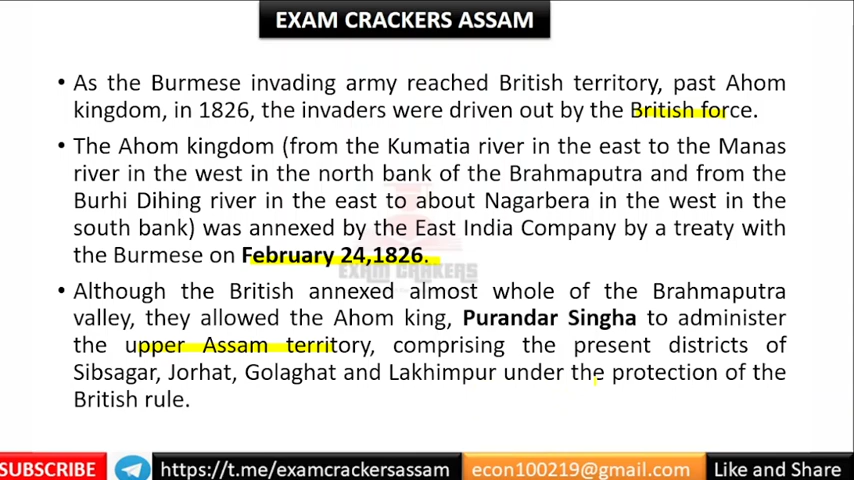 EXAM CRACKERS ASSAM
• As the Burmese invading army reached British territory, past Ahom
kingdom, in 1826, the invaders were driven out by the British force.
• The Ahom kingdom (from the Kumatia river in the east to the Manas
river in the west in the north bank of the Brahmaputra and from the
Burhi Dihing river in the east to about Nagarbera in the west in the
south bank) was annexed by the East India Company by a treaty with
the Burmese on February 24,1826.
EXAM CRACKERS
• Although the British annexed almost whole of the Brahmaputra
valley, they allowed the Ahom king, Purandar Singha to administer
the upper Assam territory, comprising the present districts of
Sibsagar, Jorhat, Golaghat and Lakhimpur under the protection of the
British rule.
SUBSCRIBE https://t.me/examcrackersassam econ100219@gmail.com Like and Share